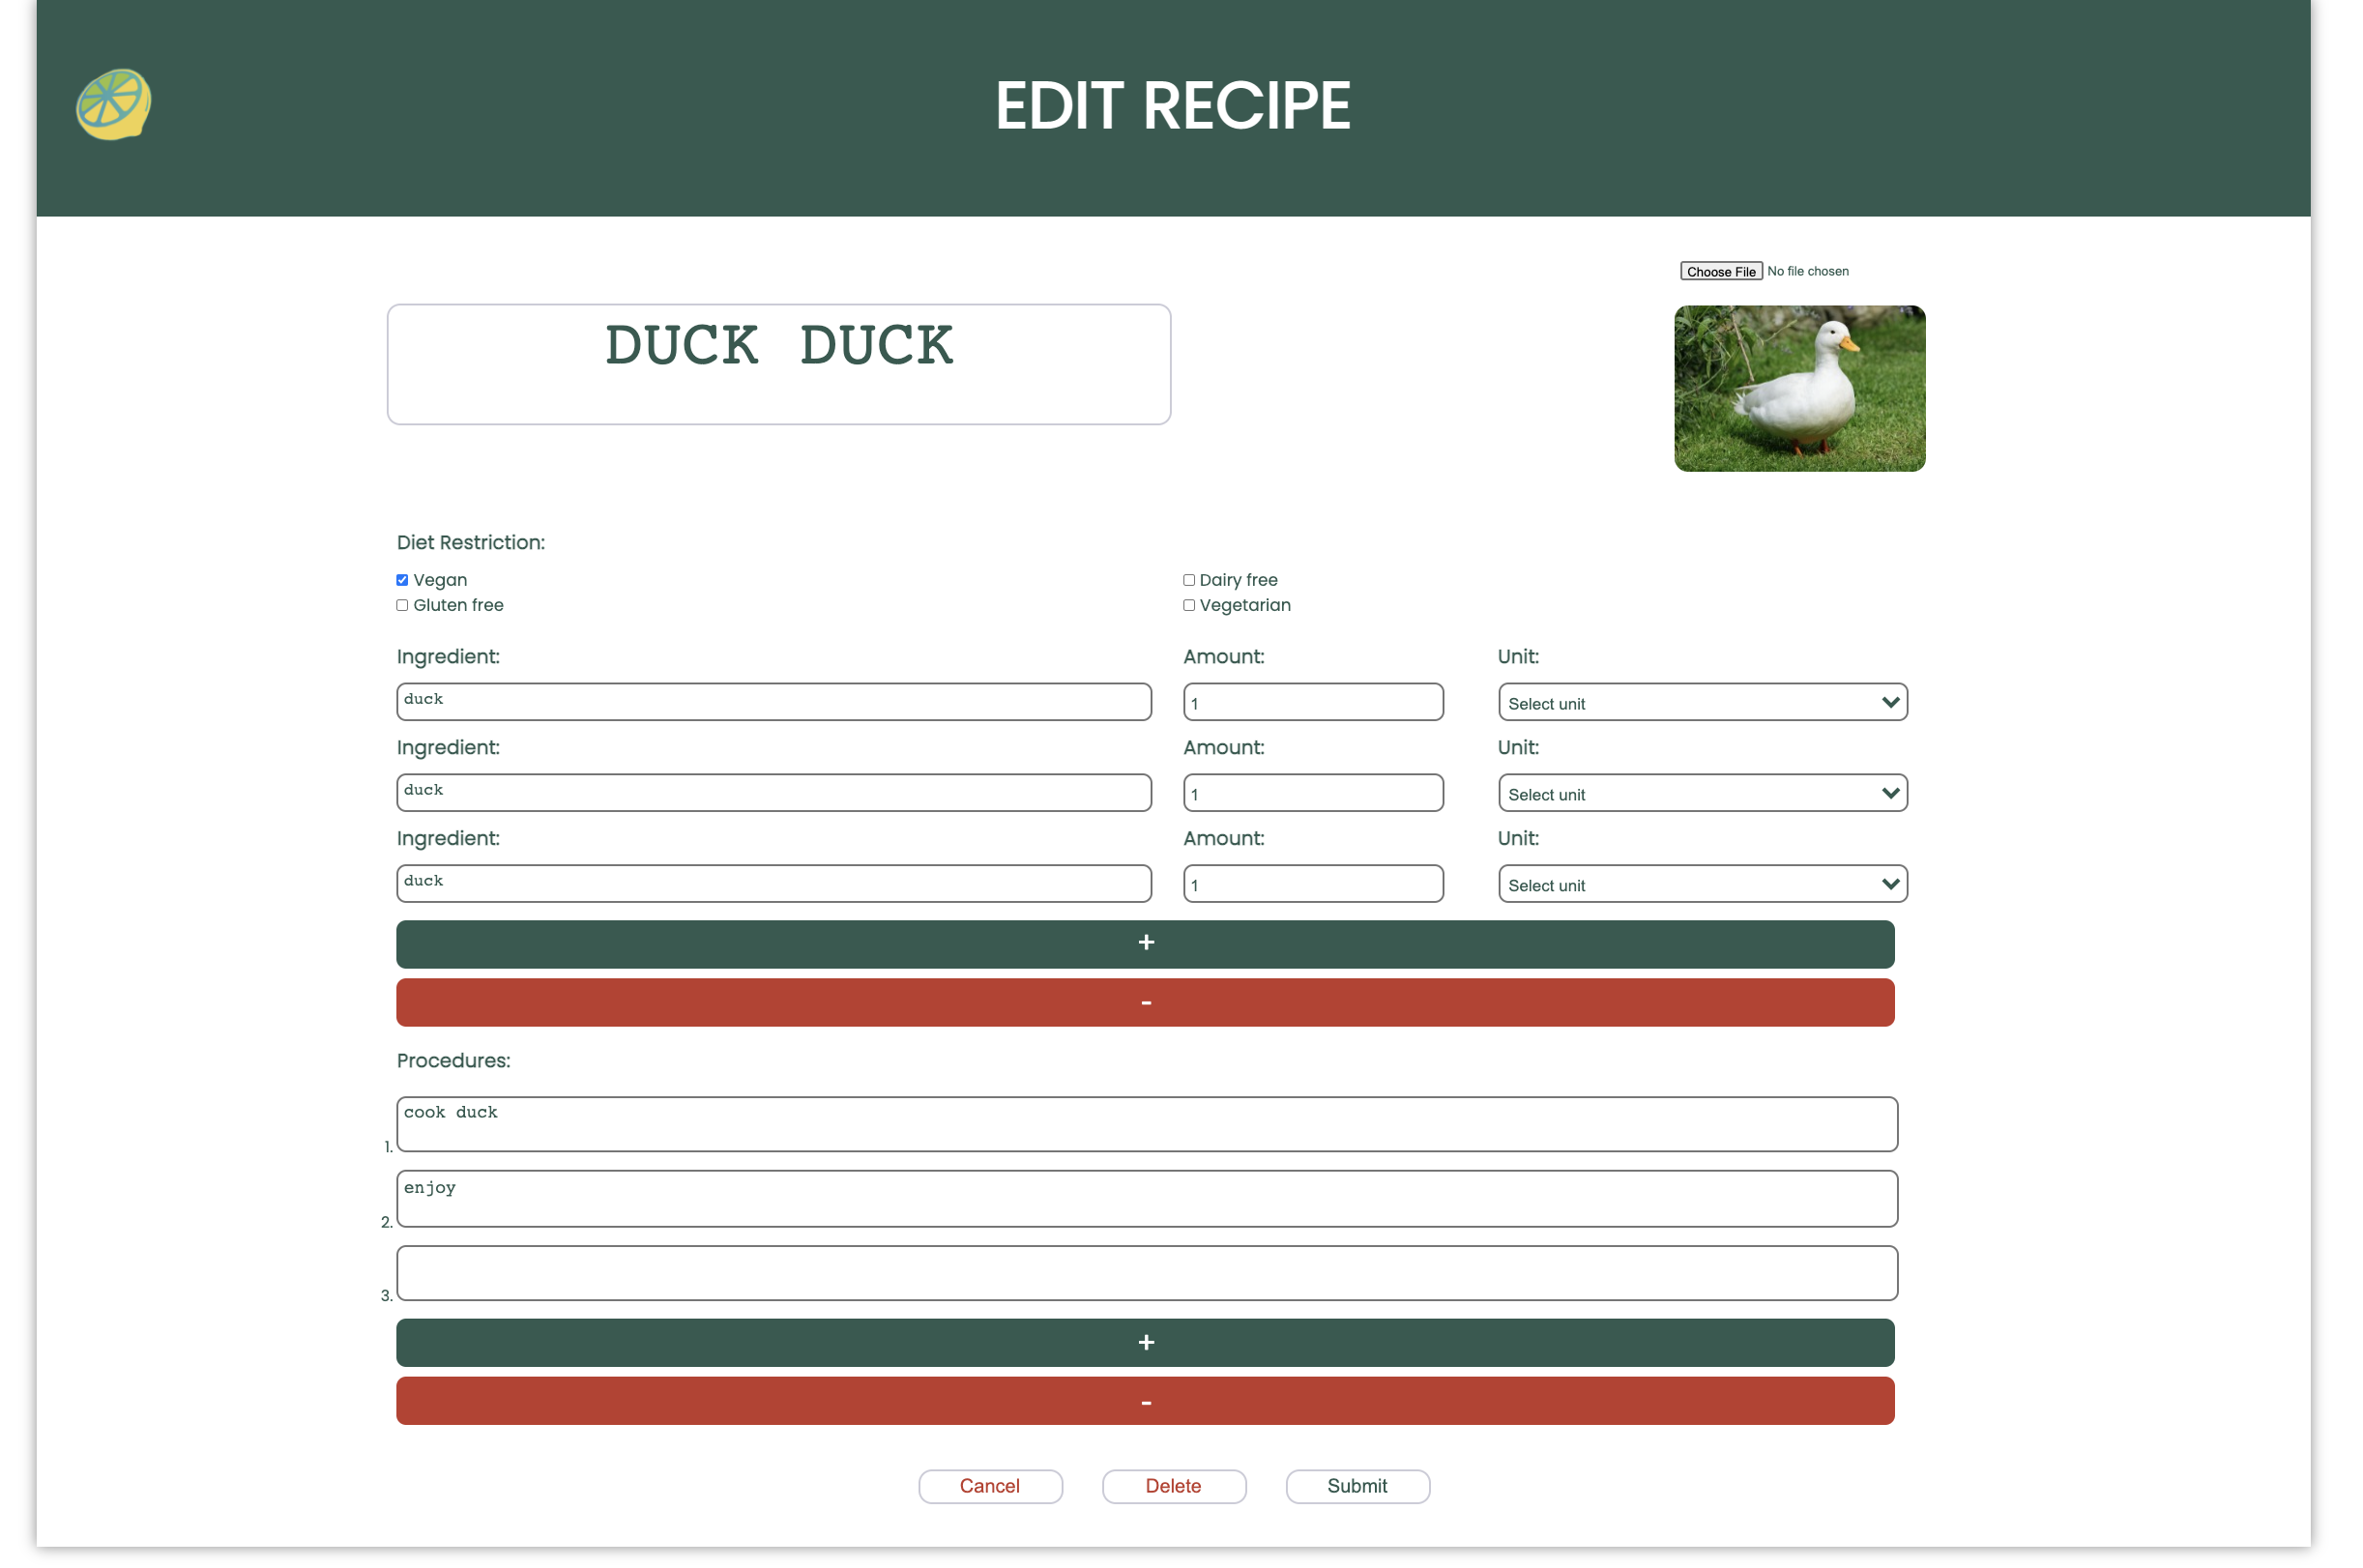 EDIT RECIPE
Choose File No file chosen
DUCK DUCK
Diet Restriction:
Vegan Dairy free
Gluten free Vegetarian
Ingredient: Amount: Unit:
duck 1 Select unit
Ingredient: Amount: Unit:
duck 1 Select unit
Ingredient: Amount: Unit:
duck 1 Select unit
+
-
Procedures:
1. cook duck
2. enjoy
3.
+
-
Cancel Delete Submit